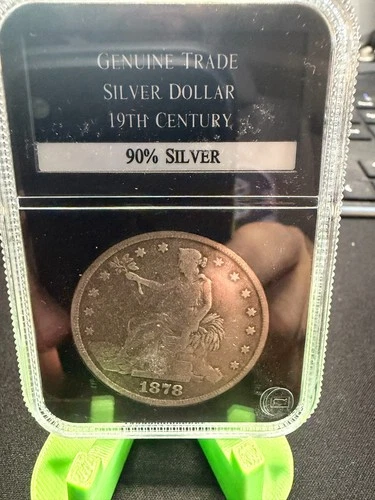 GENUINE TRADE
SILVER DOLLAR
19TH CENTURY
90% SILVER
1878